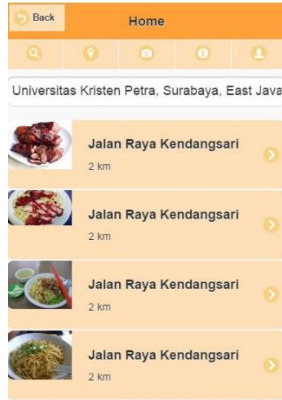 Back
Home
Universitas Kristen Petra, Surabaya, East Java
Jalan Raya Kendangsari
2 km
Jalan Raya Kendangsari
2 km
Jalan Raya Kendangsari
2 km
Jalan Raya Kendangsari
2 km